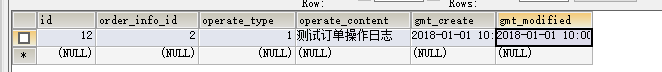 Row: Rows:
id order_info_id operate_type operate_content gmt_create gmt_modified
12 2 1 测试订单操作日志 2018-01-01 10: 2018-01-01 10:00
* (NULL) (NULL) (NULL) (NULL) (NULL) (NULL)